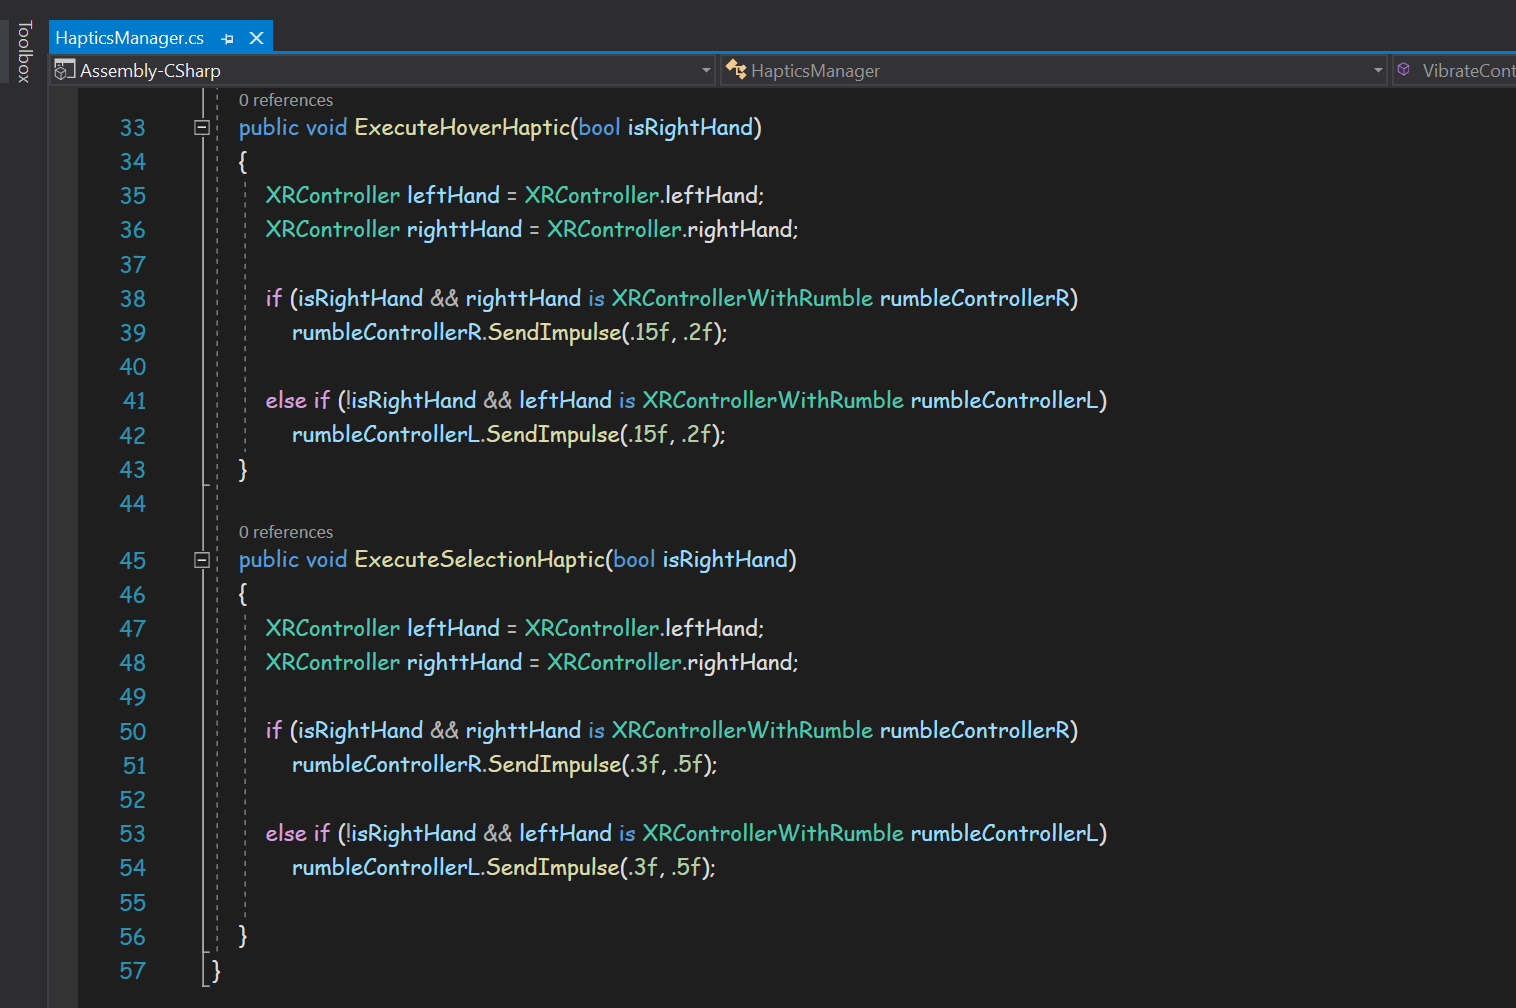 Toolbox
HapticsManager.cs
Assembly-CSharp HapticsManager VibrateCont
0 references
33 public void ExecuteHoverHaptic(bool isRightHand)
34 {
35 XRController leftHand = XRController.leftHand;
36 XRController righttHand = XRController.rightHand;
37
38 if (isRightHand && righttHand is XRControllerWithRumble rumbleControllerR)
39 rumbleControllerR.SendImpulse(.15f, .2f);
40
41 else if (!isRightHand && leftHand is XRControllerWithRumble rumbleControllerL)
42 rumbleControllerL.SendImpulse(.15f, .2f);
43 }
44
0 references
45 public void ExecuteSelectionHaptic(bool isRightHand)
46 {
47 XRController leftHand = XRController.leftHand;
48 XRController righttHand = XRController.rightHand;
49
50 if (isRightHand && righttHand is XRControllerWithRumble rumbleControllerR)
51 rumbleControllerR.SendImpulse(.3f, .5f);
52
53 else if (!isRightHand && leftHand is XRControllerWithRumble rumbleControllerL)
54 rumbleControllerL.SendImpulse(.3f, .5f);
55
56 }
57 }